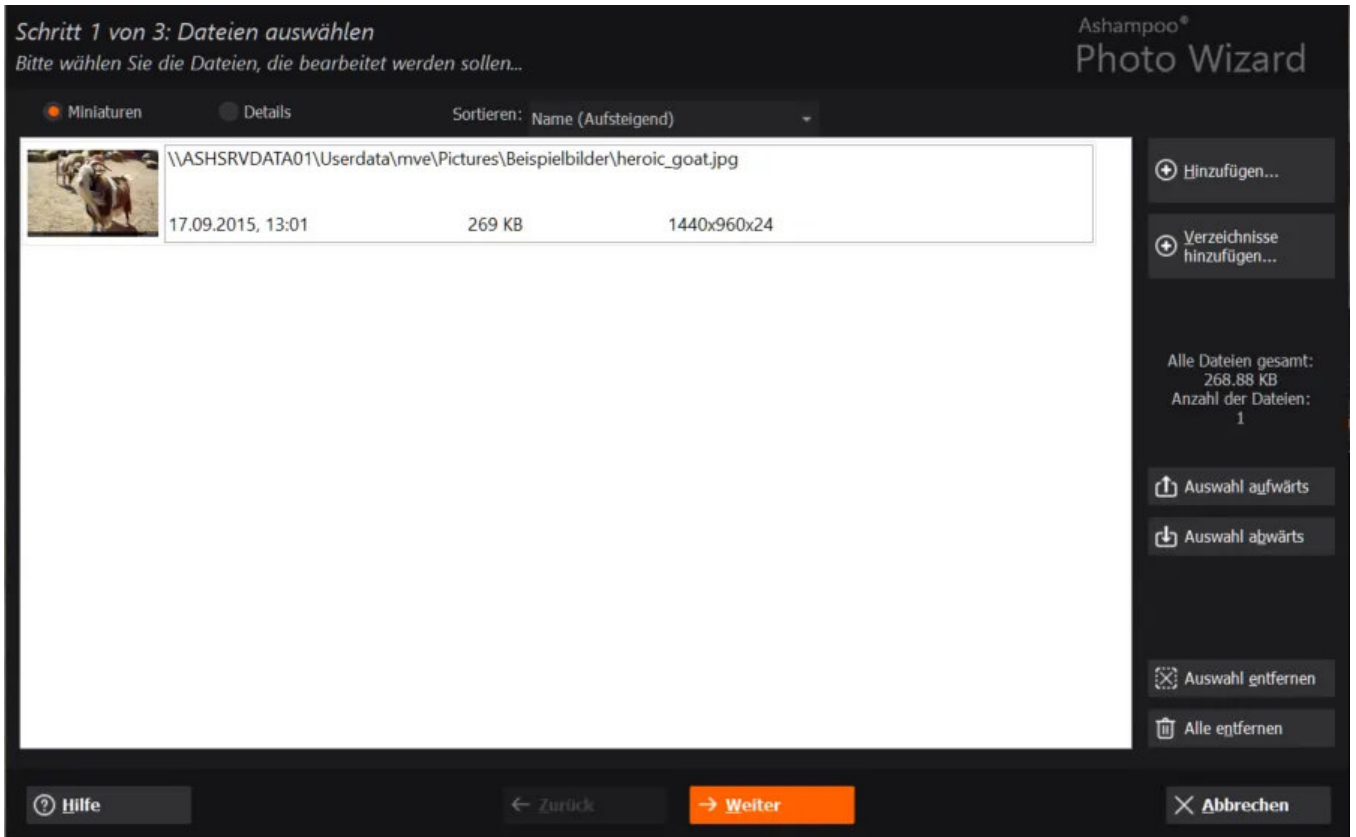 Schritt 1 von 3: Dateien auswählen
Bitte wählen Sie die Dateien, die bearbeitet werden sollen...
Ashampoo®
Photo Wizard
Miniaturen
Details
Sortieren: Name (Aufsteigend)
\\ASHSRVDATA01\Userdata\mve\Pictures\Beispielbilder\heroic_goat.jpg
17.09.2015, 13:01 269 KB 1440x960x24
Hinzufügen...
Verzeichnisse
hinzufügen...
Alle Dateien gesamt:
268.88 KB
Anzahl der Dateien:
1
Auswahl aufwärts
Auswahl abwärts
Auswahl entfernen
Alle entfernen
Hilfe
Zurück
Weiter
Abbrechen